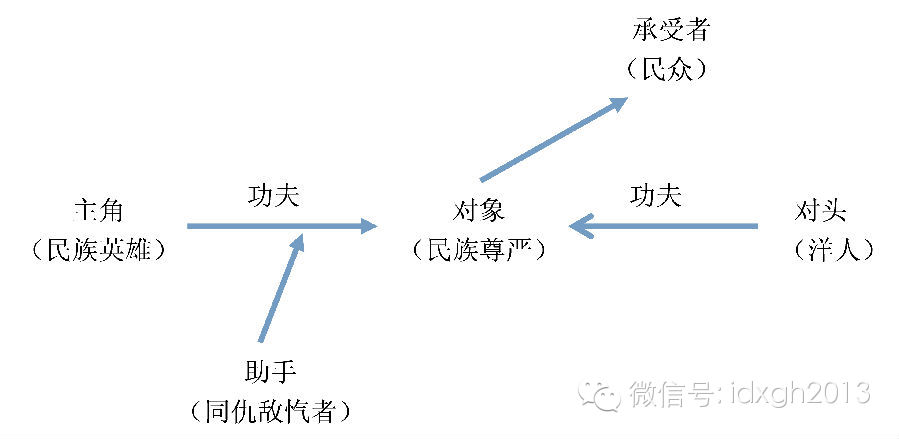 承受者
（民众）
功夫
功夫
主角
对象
对头
（民族英雄）
（民族尊严）
（洋人）
助手
（同仇敌忾者）
微信号: idxgh2013